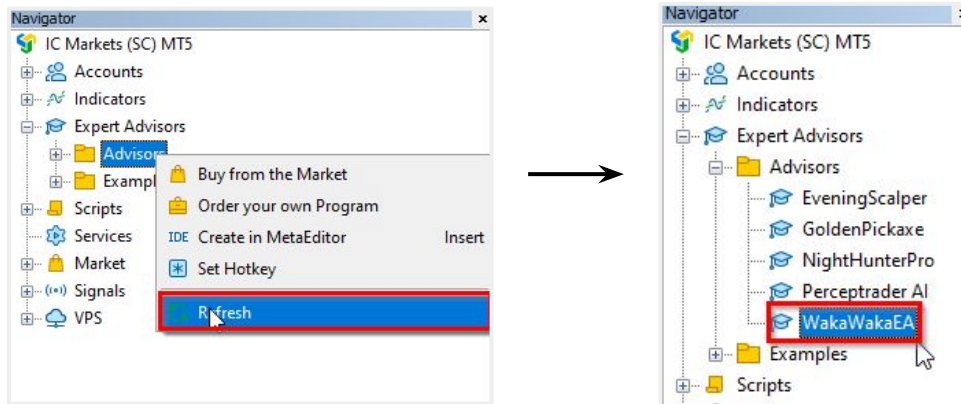 Navigator
IC Markets (SC) MT5
Accounts
Indicators
Expert Advisors
Advisors
Scripts
Services
Market
Signals
VPS
Buy from the Market
Order your own Program
IDE Create in MetaEditor Insert
Set Hotkey
Refresh
Navigator
IC Markets (SC) MT5
Accounts
Indicators
Expert Advisors
Advisors
EveningScalper
GoldenPickaxe
NightHunterPro
Perceptrader AI
WakaWakaEA
Examples
Scripts